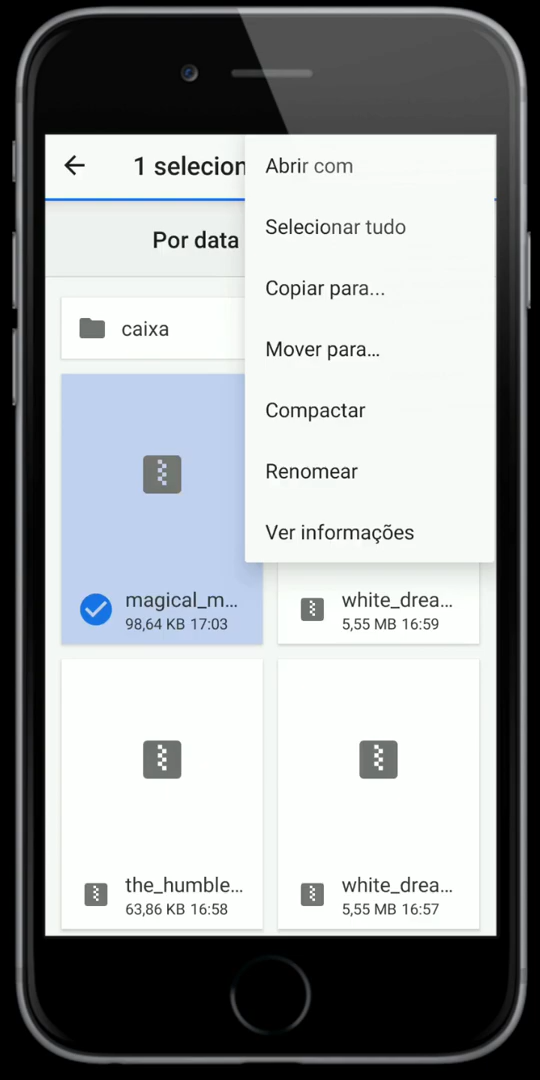 1 selecion
Abrir com
Selecionar tudo
Copiar para...
Mover para...
Compactar
Renomear
Ver informações
Por data
caixa
magical_m...
98,64 KB 17:03
white_drea...
5,55 MB 16:59
the_humble...
63,86 KB 16:58
white_drea...
5,55 MB 16:57